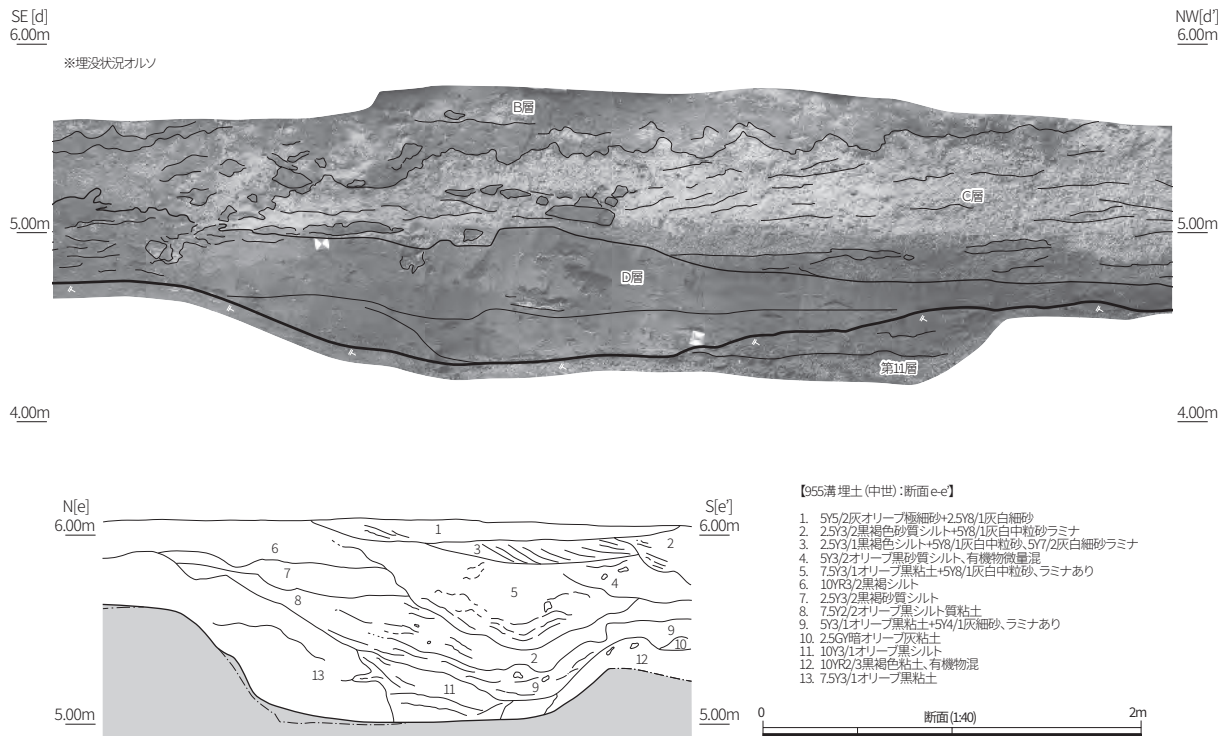 SE [d]
6.00m
NW[d']
6.00m
※埋没状況オルソ
B層
C層
5.00m
5.00m
D層
第11層
4.00m
4.00m
N[e]
6.00m
S[e']
6.00m
1
2
3
6
7
4
5
8
9
10
2
12
13
11
9
5.00m
5.00m
【955溝埋土(中世):断面e-e'】
1. 5Y5/2灰オリーブ極細砂+2.5Y8/1灰白細砂
2. 2.5Y3/2黒褐色砂質シルト+5Y8/1灰白中粒砂ラミナ
3. 2.5Y3/1黒褐色シルト+5Y8/1灰白中粒砂、5Y7/2灰白細砂ラミナ
4. 5Y3/2オリーブ黒砂質シルト、有機物微量混
5. 7.5Y3/1オリーブ黒粘土+5Y8/1灰白中粒砂、ラミナあり
6. 10YR3/2黒褐シルト
7. 2.5Y3/2黒褐砂質シルト
8. 7.5Y2/2オリーブ黒シルト質粘土
9. 5Y3/1オリーブ黒粘土+5Y4/1灰細砂、ラミナあり
10. 2.5GY暗オリーブ灰粘土
11. 10Y3/1オリーブ黒シルト
12. 10YR2/3黒褐色粘土、有機物混
13. 7.5Y3/1オリーブ黒粘土
0
断面(1:40)
2m